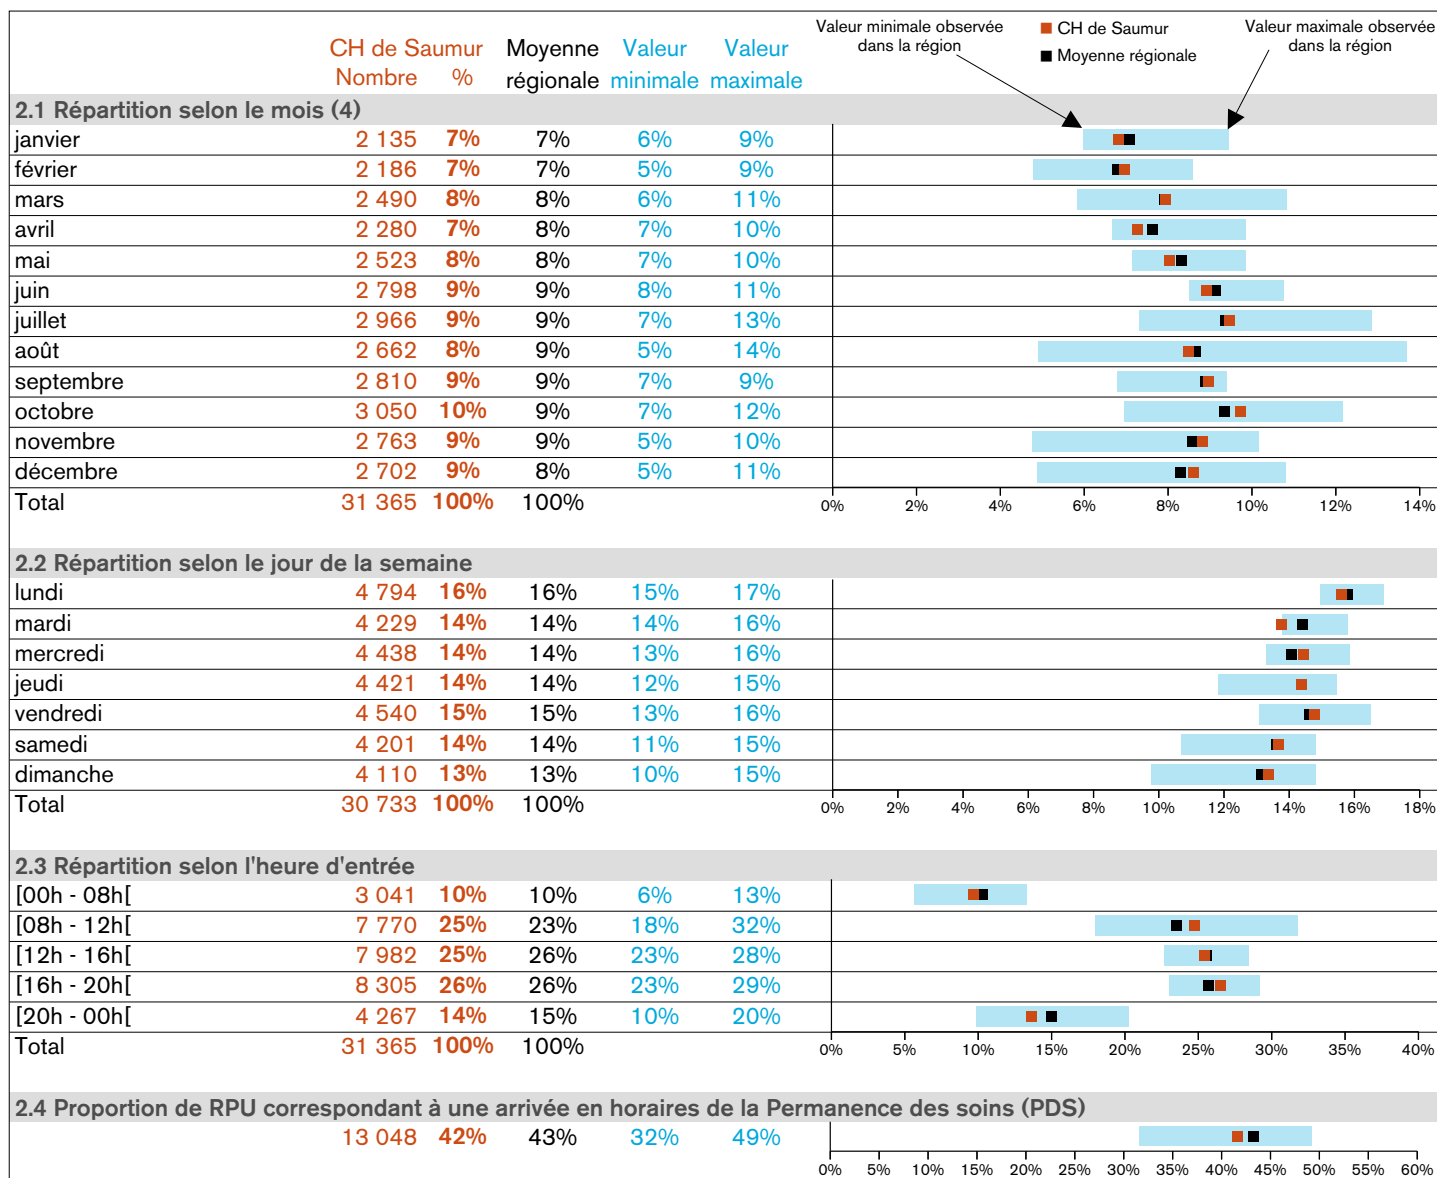 CH de Saumur Moyenne Valeur Valeur
Nombre % régionale minimale maximale
Valeur minimale observée dans la région
CH de Saumur
Moyenne régionale
Valeur maximale observée dans la région
2.1 Répartition selon le mois (4)
janvier 2 135 7% 7% 6% 9%
février 2 186 7% 7% 5% 9%
mars 2 490 8% 8% 6% 11%
avril 2 280 7% 8% 7% 10%
mai 2 523 8% 8% 7% 10%
juin 2 798 9% 9% 8% 11%
juillet 2 966 9% 9% 7% 13%
août 2 662 8% 9% 5% 14%
septembre 2 810 9% 9% 7% 9%
octobre 3 050 10% 9% 7% 12%
novembre 2 763 9% 9% 5% 10%
décembre 2 702 9% 8% 5% 11%
Total 31 365 100% 100%
0% 2% 4% 6% 8% 10% 12% 14%
2.2 Répartition selon le jour de la semaine
lundi 4 794 16% 16% 15% 17%
mardi 4 229 14% 14% 14% 16%
mercredi 4 438 14% 14% 13% 16%
jeudi 4 421 14% 14% 12% 15%
vendredi 4 540 15% 15% 13% 16%
samedi 4 201 14% 14% 11% 15%
dimanche 4 110 13% 13% 10% 15%
Total 30 733 100% 100%
0% 2% 4% 6% 8% 10% 12% 14% 16% 18%
2.3 Répartition selon l'heure d'entrée
[00h - 08h[ 3 041 10% 10% 6% 13%
[08h - 12h[ 7 770 25% 23% 18% 32%
[12h - 16h[ 7 982 25% 26% 23% 28%
[16h - 20h[ 8 305 26% 26% 23% 29%
[20h - 00h[ 4 267 14% 15% 10% 20%
Total 31 365 100% 100%
0% 5% 10% 15% 20% 25% 30% 35% 40%
2.4 Proportion de RPU correspondant à une arrivée en horaires de la Permanence des soins (PDS)
13 048 42% 43% 32% 49%
0% 5% 10% 15% 20% 25% 30% 35% 40% 45% 50% 55% 60%